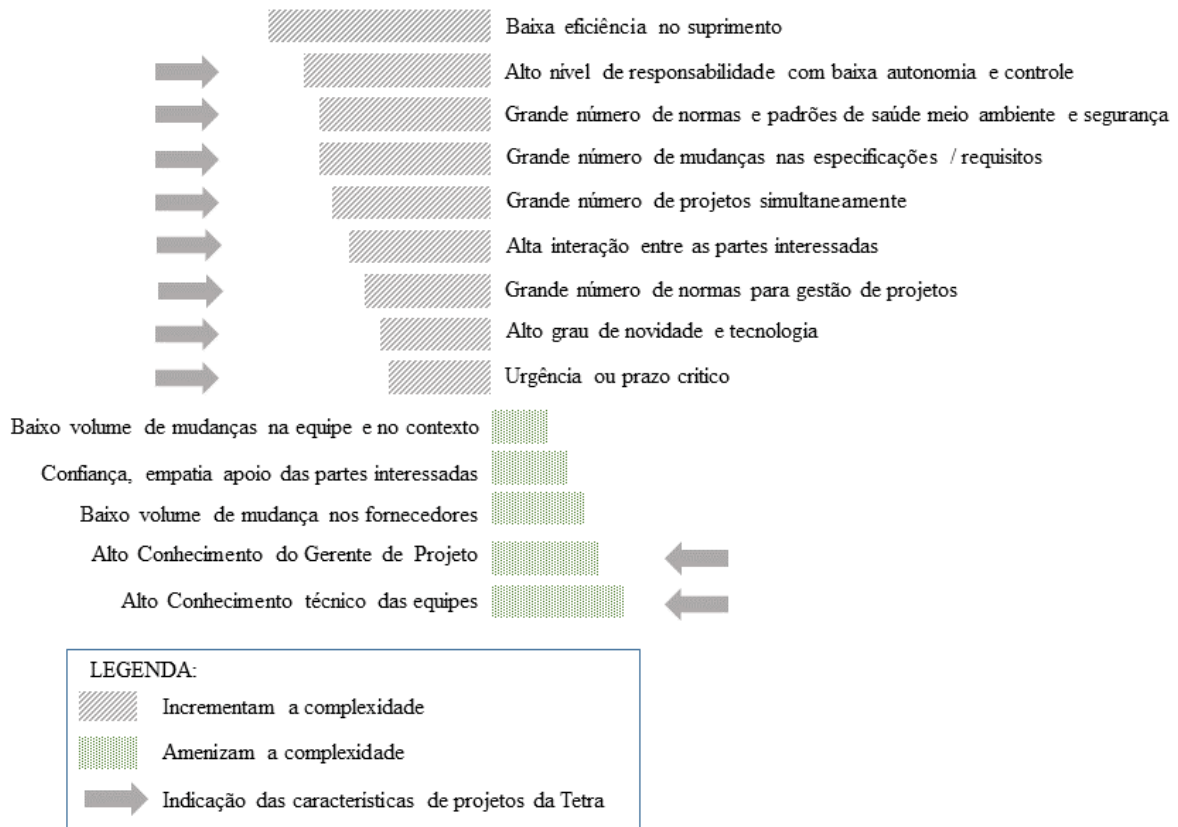 Baixa eficiência no suprimento
Alto nível de responsabilidade com baixa autonomia e controle
Grande número de normas e padrões de saúde meio ambiente e segurança
Grande número de mudanças nas especificações / requisitos
Grande número de projetos simultaneamente
Alta interação entre as partes interessadas
Grande número de normas para gestão de projetos
Alto grau de novidade e tecnologia
Urgência ou prazo critico
Baixo volume de mudanças na equipe e no contexto
Confiança, empatia apoio das partes interessadas
Baixo volume de mudança nos fornecedores
Alto Conhecimento do Gerente de Projeto
Alto Conhecimento técnico das equipes
LEGENDA:
Incrementam a complexidade
Amenizam a complexidade
Indicação das características de projetos da Tetra